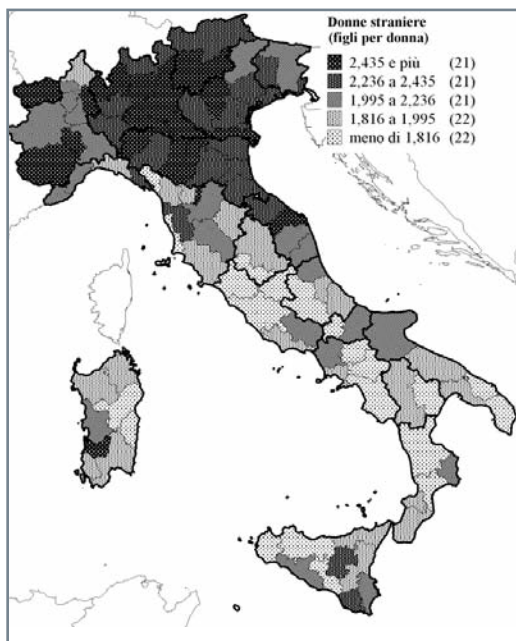 Donne straniere
(figli per donna)
2,435 e più (21)
2,236 a 2,435 (21)
1,995 a 2,236 (21)
1,816 a 1,995 (22)
meno di 1,816 (22)